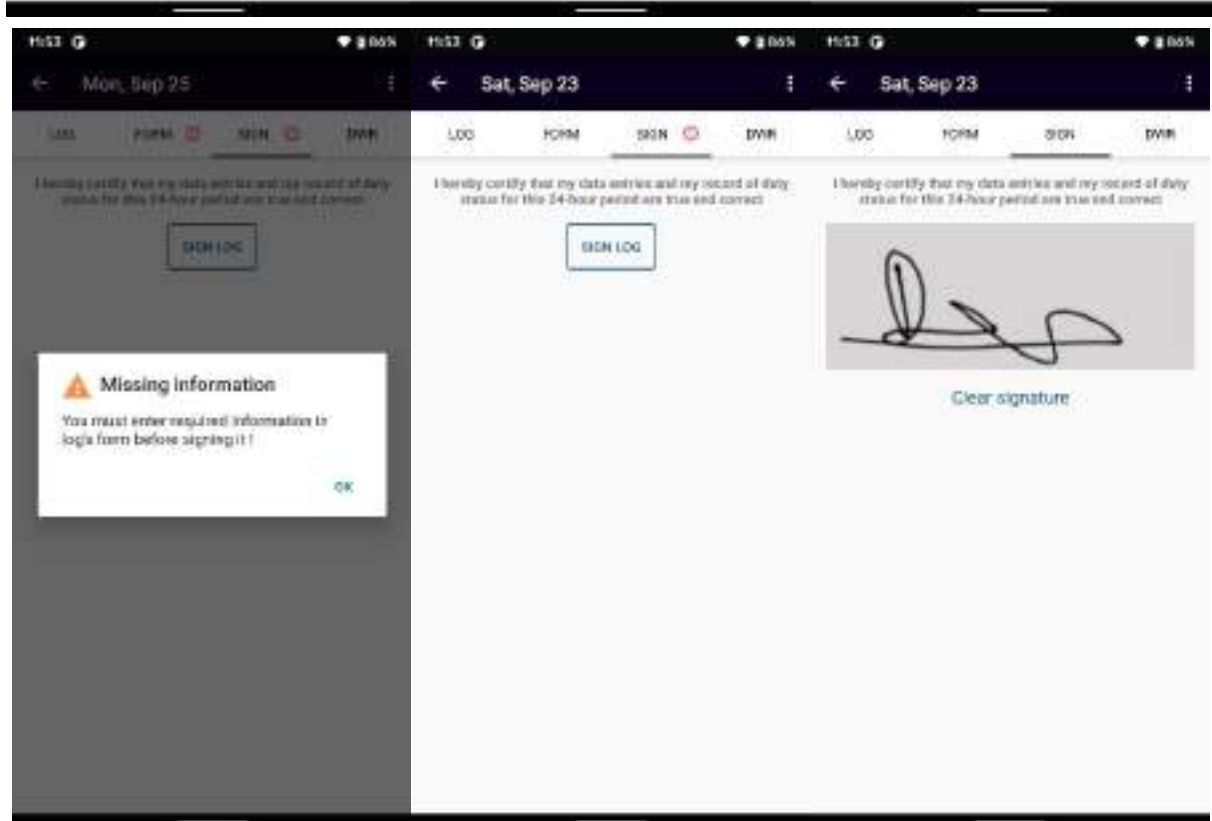 11:53 86%
Mon, Sep 25
LOG FORM SIGN DVIR
I hereby certify that my data entries and my record of duty
status for this 24-hour period are true and correct
SIGN LOG
Missing information
You must enter required information in
log's form before signing it !
OK
11:53 86%
Sat, Sep 23
LOG FORM SIGN DVIR
I hereby certify that my data entries and my record of duty
status for this 24-hour period are true and correct
SIGN LOG
11:53 86%
Sat, Sep 23
LOG FORM SIGN DVIR
I hereby certify that my data entries and my record of duty
status for this 24-hour period are true and correct
Clear signature